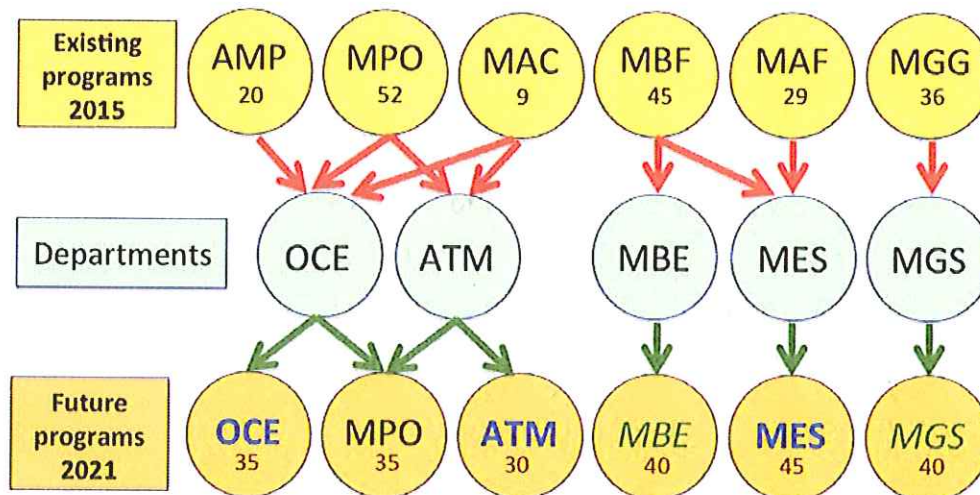 Existing
programs
2015
AMP
20
MPO
52
MAC
9
MBF
45
MAF
29
MGG
36
Departments
OCE
ATM
MBE
MES
MGS
Future
programs
2021
OCE
35
MPO
35
ATM
30
MBE
40
MES
45
MGS
40